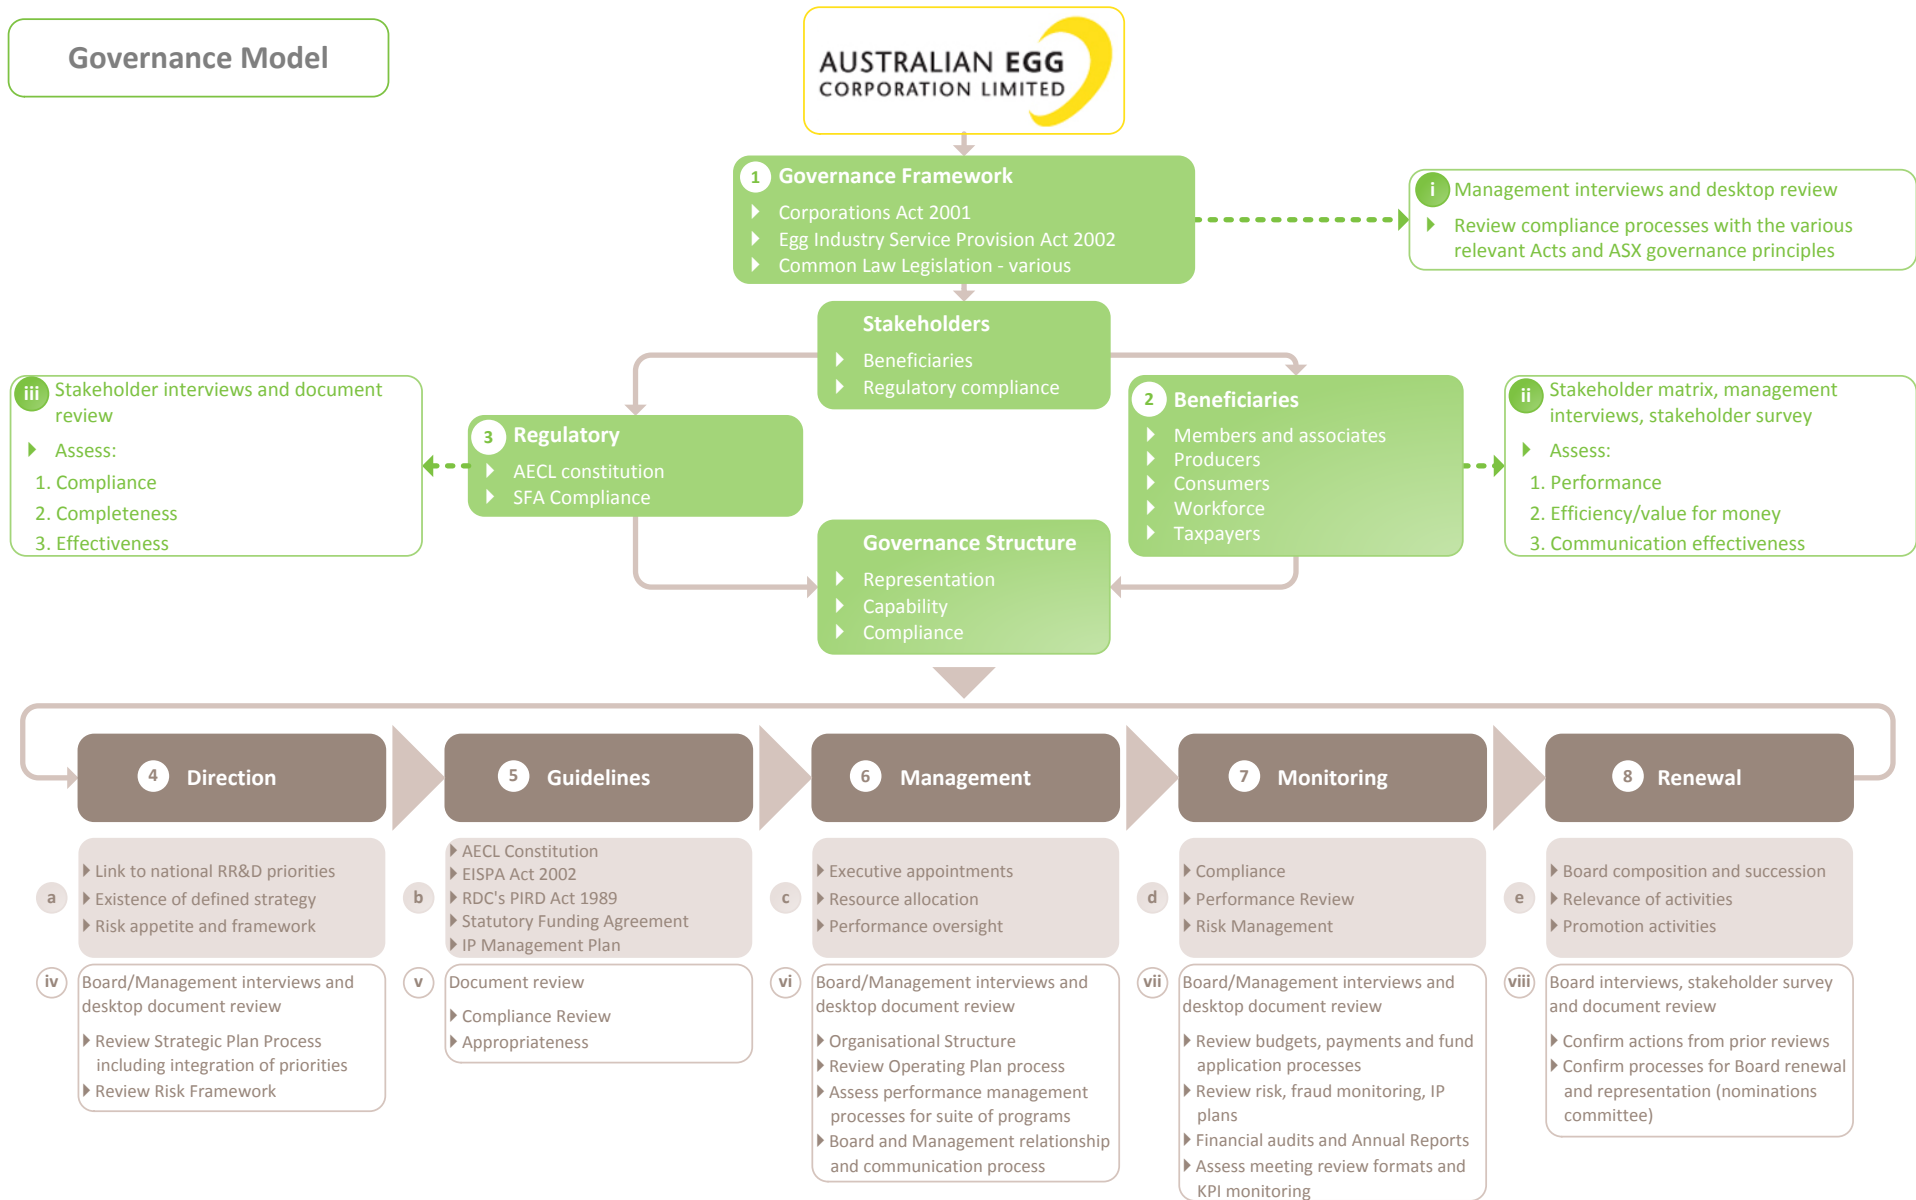 Governance Model
AUSTRALIAN EGG
CORPORATION LIMITED
1 Governance Framework
Corporations Act 2001
Egg Industry Service Provision Act 2002
Common Law Legislation - various
i Management interviews and desktop review
Review compliance processes with the various
relevant Acts and ASX governance principles
Stakeholders
Beneficiaries
Regulatory compliance
iii Stakeholder interviews and document
review
Assess:
1. Compliance
2. Completeness
3. Effectiveness
3 Regulatory
AECL constitution
SFA Compliance
2 Beneficiaries
Members and associates
Producers
Consumers
Workforce
Taxpayers
ii Stakeholder matrix, management
interviews, stakeholder survey
Assess:
1. Performance
2. Efficiency/value for money
3. Communication effectiveness
Governance Structure
Representation
Capability
Compliance
4 Direction
5 Guidelines
6 Management
7 Monitoring
8 Renewal
a
Link to national RR&D priorities
Existence of defined strategy
Risk appetite and framework
b
AECL Constitution
EISPA Act 2002
RDC's PIRD Act 1989
Statutory Funding Agreement
IP Management Plan
c
Executive appointments
Resource allocation
Performance oversight
d
Compliance
Performance Review
Risk Management
e
Board composition and succession
Relevance of activities
Promotion activities
iv Board/Management interviews and
desktop document review
Review Strategic Plan Process
including integration of priorities
Review Risk Framework
v Document review
Compliance Review
Appropriateness
vi Board/Management interviews and
desktop document review
Organisational Structure
Review Operating Plan process
Assess performance management
processes for suite of programs
Board and Management relationship
and communication process
vii Board/Management interviews and
desktop document review
Review budgets, payments and fund
application processes
Review risk, fraud monitoring, IP
plans
Financial audits and Annual Reports
Assess meeting review formats and
KPI monitoring
viii Board interviews, stakeholder survey
and document review
Confirm actions from prior reviews
Confirm processes for Board renewal
and representation (nominations
committee)